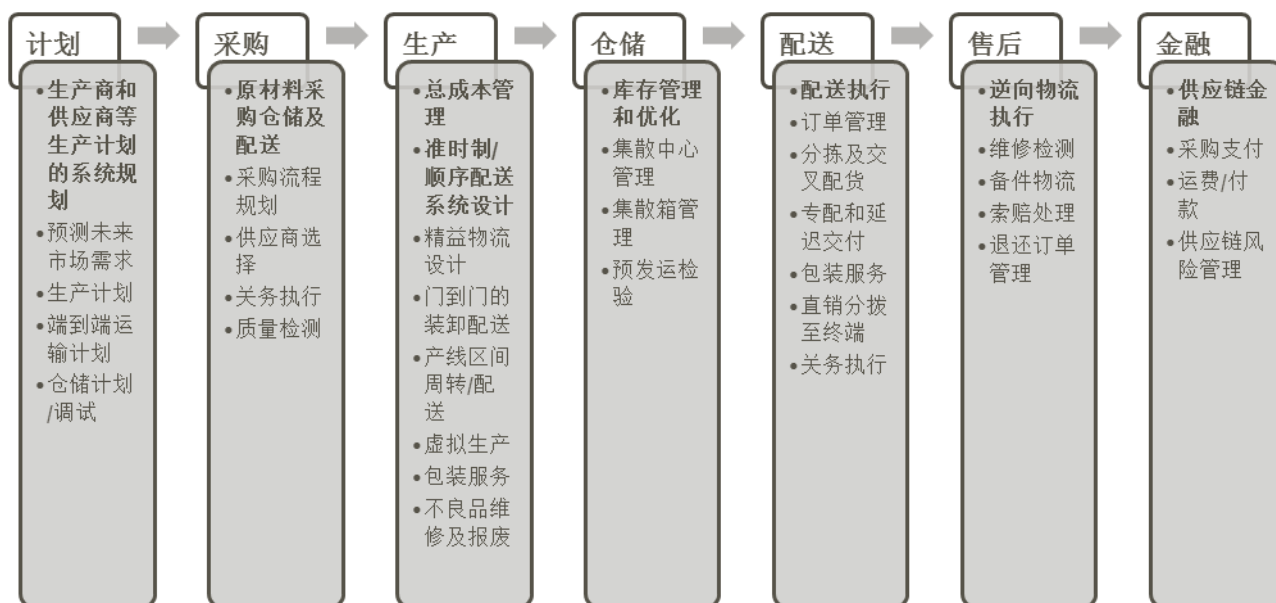 计划
•生产商和
供应商等
生产计划
的系统规
划
•预测未来
市场需求
•生产计划
•端到端运
输计划
•仓储计划
/调试
采购
•原材料采
购仓储及
配送
•采购流程
规划
•供应商选
择
•关务执行
•质量检测
生产
•总成本管
理
•准时制/
顺序配送
系统设计
•精益物流
设计
•门到门的
装卸配送
•产线区间
周转/配
送
•虚拟生产
•包装服务
•不良品维
修及报废
仓储
•库存管理
和优化
•集散中心
管理
•集散箱管
理
•预发运检
验
配送
•配送执行
•订单管理
•分拣及交
叉配货
•专配和延
迟交付
•包装服务
•直销分拨
至终端
•关务执行
售后
•逆向物流
执行
•维修检测
•备件物流
•索赔处理
•退还订单
管理
金融
•供应链金
融
•采购支付
•运费/付
款
•供应链风
险管理